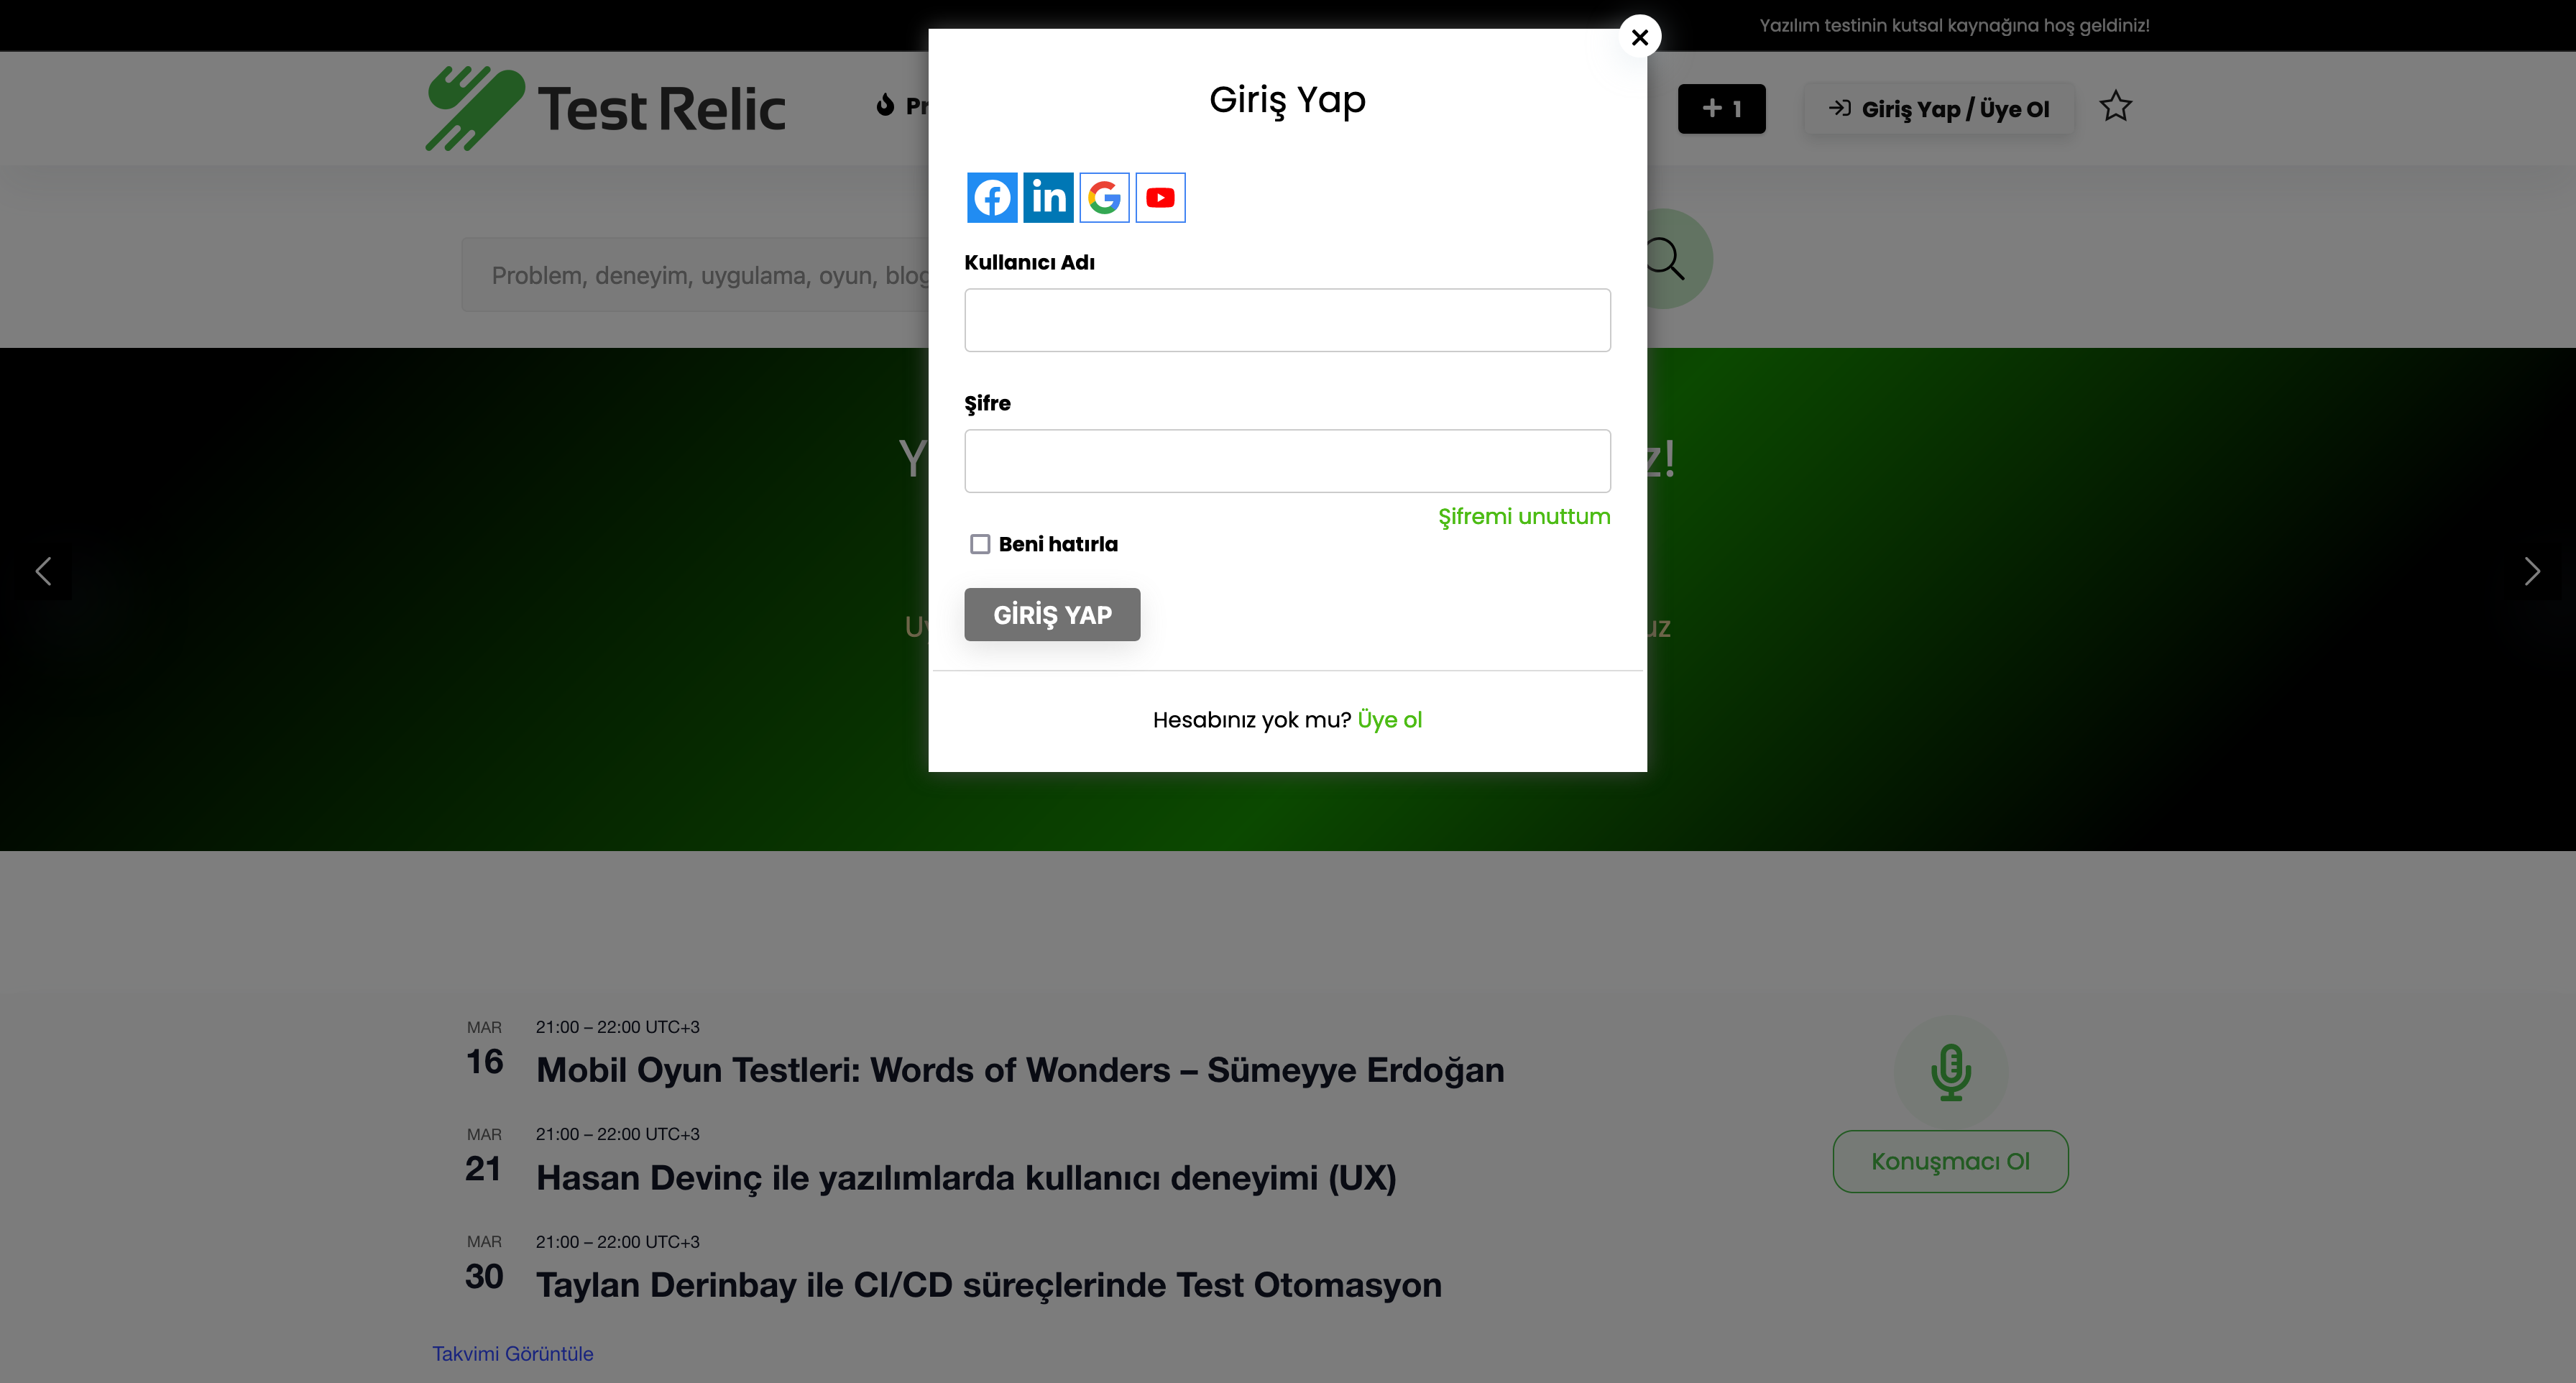 Yazılım testinin kutsal kaynağına hoş geldiniz!
Test Relic
1
Giriş Yap / Üye Ol
Problem, deneyim, uygulama, oyun,
Giriş Yap
Kullanıcı Adı
Şifre
Şifremi unuttum
Beni hatırla
GİRİŞ YAP
Hesabınız yok mu? Üye ol
MAR
16
21:00 – 22:00 UTC+3
Mobil Oyun Testleri: Words of Wonders – Sümeyye Erdoğan
MAR
21
21:00 – 22:00 UTC+3
Hasan Devinç ile yazılımlarda kullanıcı deneyimi (UX)
MAR
30
21:00 – 22:00 UTC+3
Taylan Derinbay ile CI/CD süreçlerinde Test Otomasyon
Konuşmacı Ol
Takvimi Görüntüle